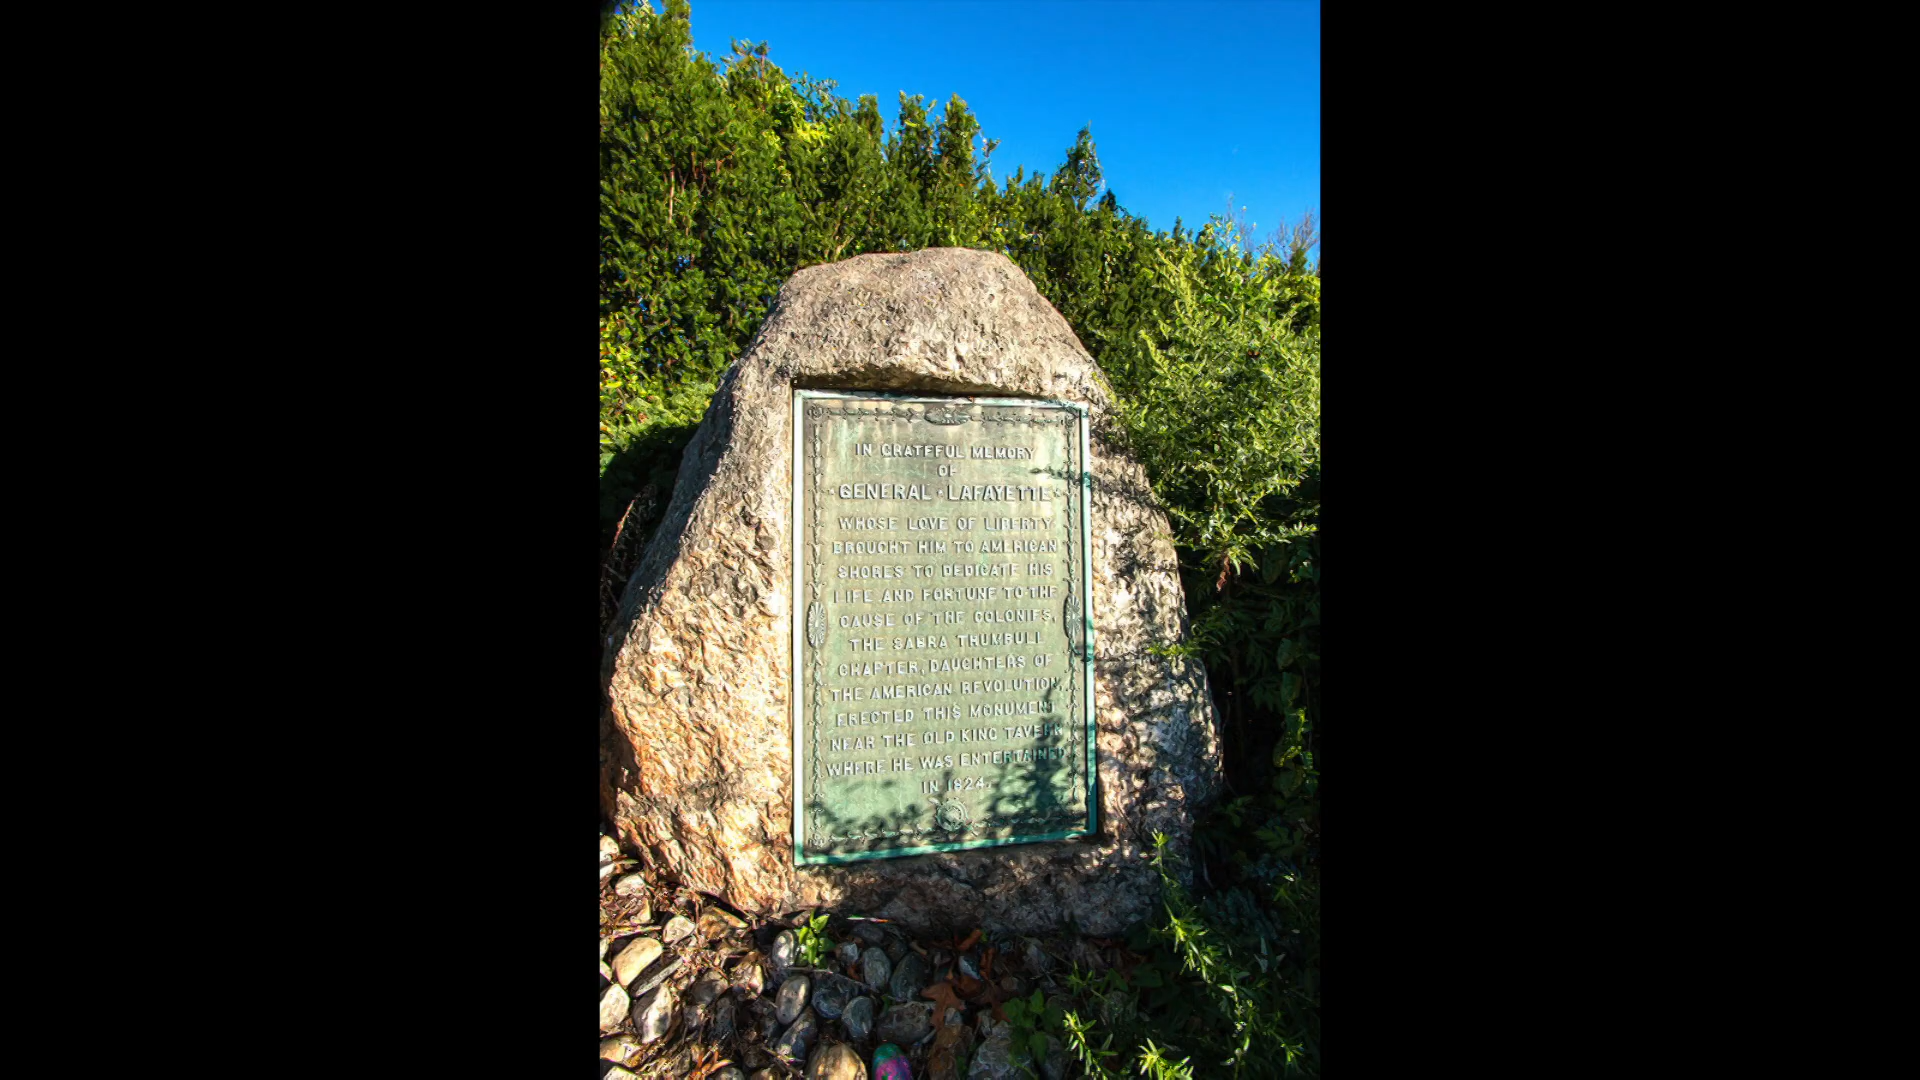 IN GRATEFUL MEMORY
OF
GENERAL · LAFAYETTE
WHOSE LOVE OF LIBERTY
BROUGHT HIM TO AMERICAN
SHORES TO DEDICATE HIS
LIFE AND FORTUNE TO THE
CAUSE OF THE COLONIES,
THE SABRA TRUMBULL
CHAPTER, DAUGHTERS OF
THE AMERICAN REVOLUTION,
ERECTED THIS MONUMENT
NEAR THE OLD KING TAVERN
WHERE HE WAS ENTERTAINED
IN 1824.